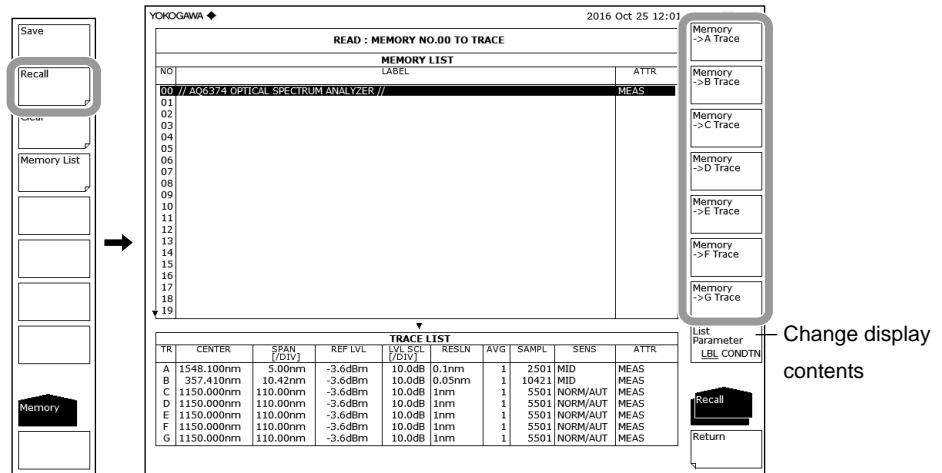 Save
Recall
Clear
Memory List
Memory
YOKOGAWA ◆ 2016 Oct 25 12:01
READ : MEMORY NO.00 TO TRACE
MEMORY LIST
NO LABEL ATTR
00 // AQ6374 OPTICAL SPECTRUM ANALYZER // MEAS
01
02
03
04
05
06
07
08
09
10
11
12
13
14
15
16
17
18
19
TRACE LIST
TR CENTER SPAN [/DIV] REF LVL LVL SCL [/DIV] RESLN AVG SAMPL SENS ATTR
A 1548.100nm 5.00nm -3.6dBm 10.0dB 0.1nm 1 2501 MID MEAS
B 357.410nm 10.42nm -3.6dBm 10.0dB 0.05nm 1 10421 MID MEAS
C 1150.000nm 110.00nm -3.6dBm 10.0dB 1nm 1 5501 NORM/AUT MEAS
D 1150.000nm 110.00nm -3.6dBm 10.0dB 1nm 1 5501 NORM/AUT MEAS
E 1150.000nm 110.00nm -3.6dBm 10.0dB 1nm 1 5501 NORM/AUT MEAS
F 1150.000nm 110.00nm -3.6dBm 10.0dB 1nm 1 5501 NORM/AUT MEAS
G 1150.000nm 110.00nm -3.6dBm 10.0dB 1nm 1 5501 NORM/AUT MEAS
Memory
->A Trace
Memory
->B Trace
Memory
->C Trace
Memory
->D Trace
Memory
->E Trace
Memory
->F Trace
Memory
->G Trace
List
Parameter
LBL CONDTN
Recall
Return
Change display
contents